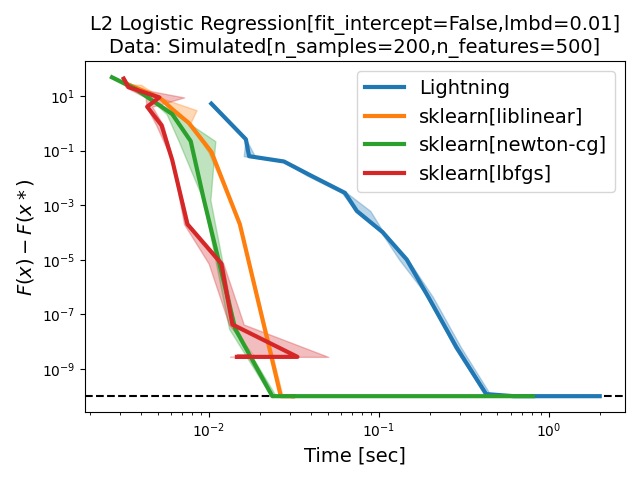 L2 Logistic Regression[fit_intercept=False,lmbd=0.01]
Data: Simulated[n_samples=200,n_features=500]
F(x) − F(x*)
10¹
10⁻¹
10⁻³
10⁻⁵
10⁻⁷
10⁻⁹
Lightning
sklearn[liblinear]
sklearn[newton-cg]
sklearn[lbfgs]
10⁻² 10⁻¹ 10⁰
Time [sec]